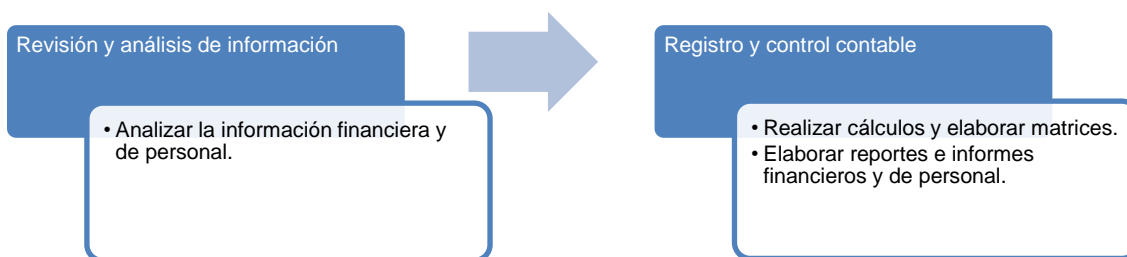 Revisión y análisis de información
• Analizar la información financiera y
de personal.
Registro y control contable
• Realizar cálculos y elaborar matrices.
• Elaborar reportes e informes
financieros y de personal.